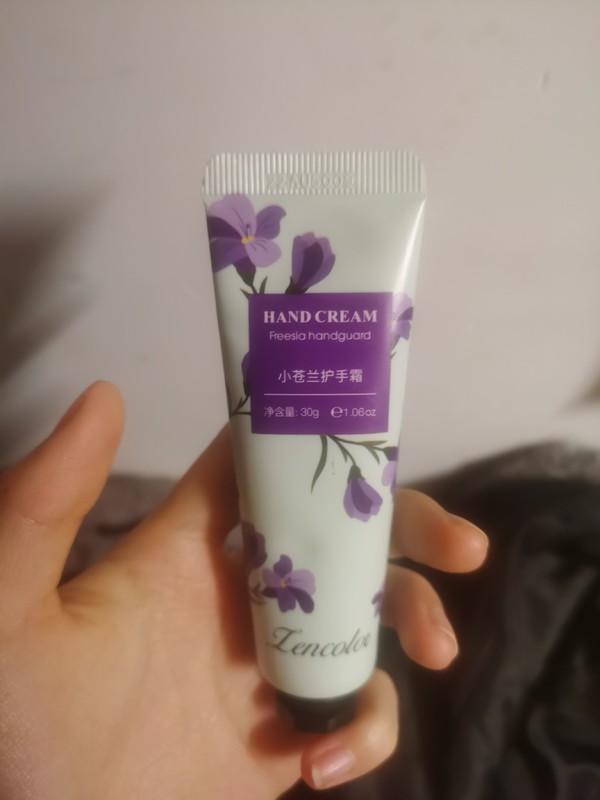 HAND CREAM
Freesia handguard
小苍兰护手霜
净含量: 30g ℮1.06oz
Zencolor